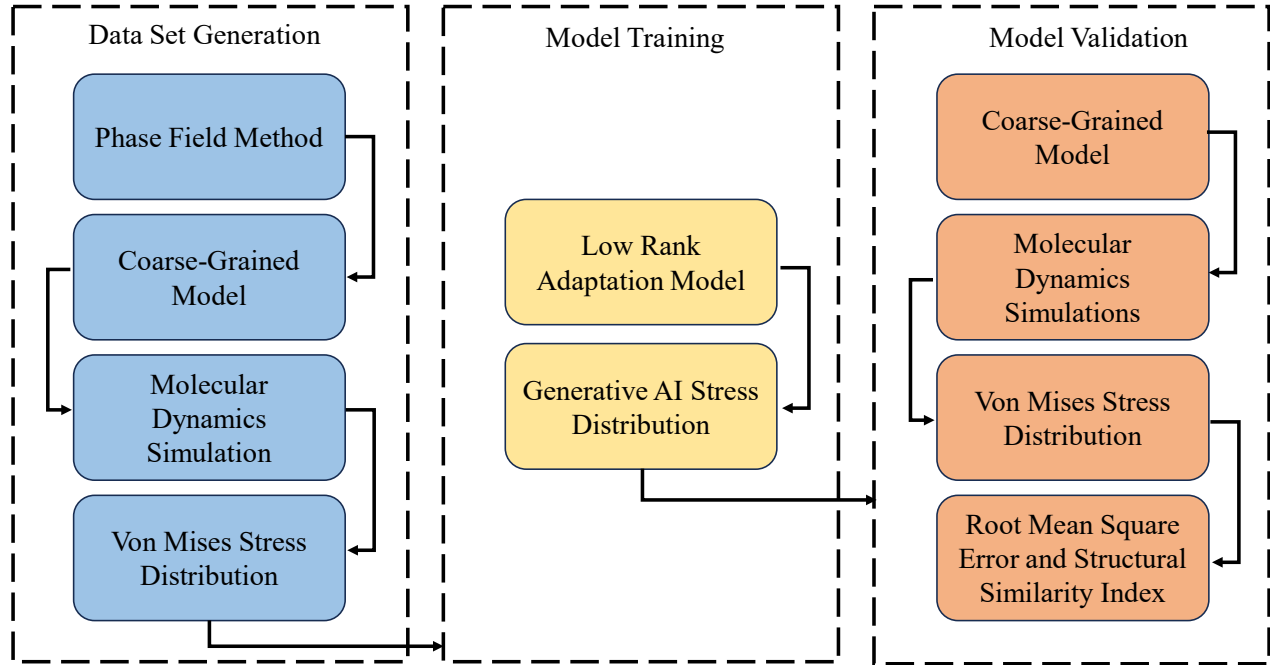 Data Set Generation
Phase Field Method
Coarse-Grained
Model
Molecular
Dynamics
Simulation
Von Mises Stress
Distribution
Model Training
Low Rank
Adaptation Model
Generative AI Stress
Distribution
Model Validation
Coarse-Grained
Model
Molecular
Dynamics
Simulations
Von Mises Stress
Distribution
Root Mean Square
Error and Structural
Similarity Index